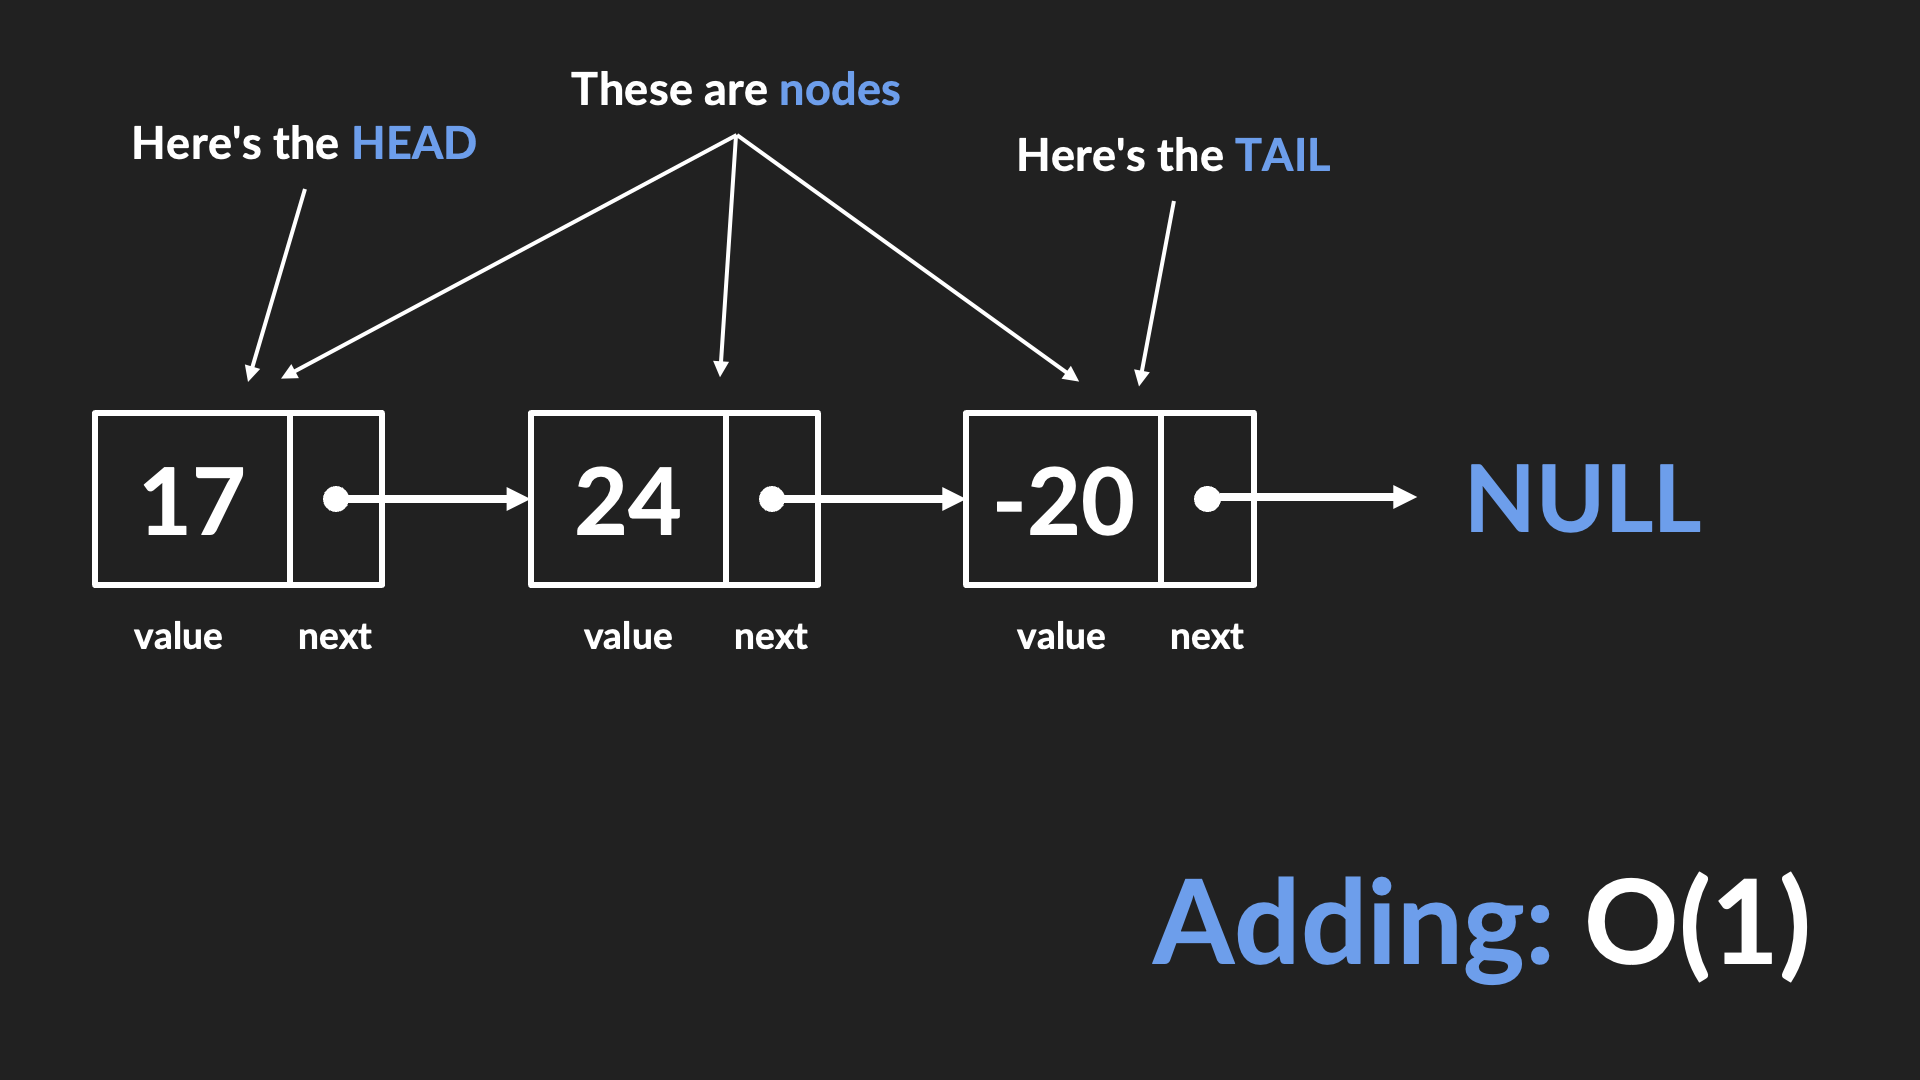 These are nodes
Here's the HEAD
Here's the TAIL
17
24
-20
NULL
value
next
value
next
value
next
Adding: O(1)